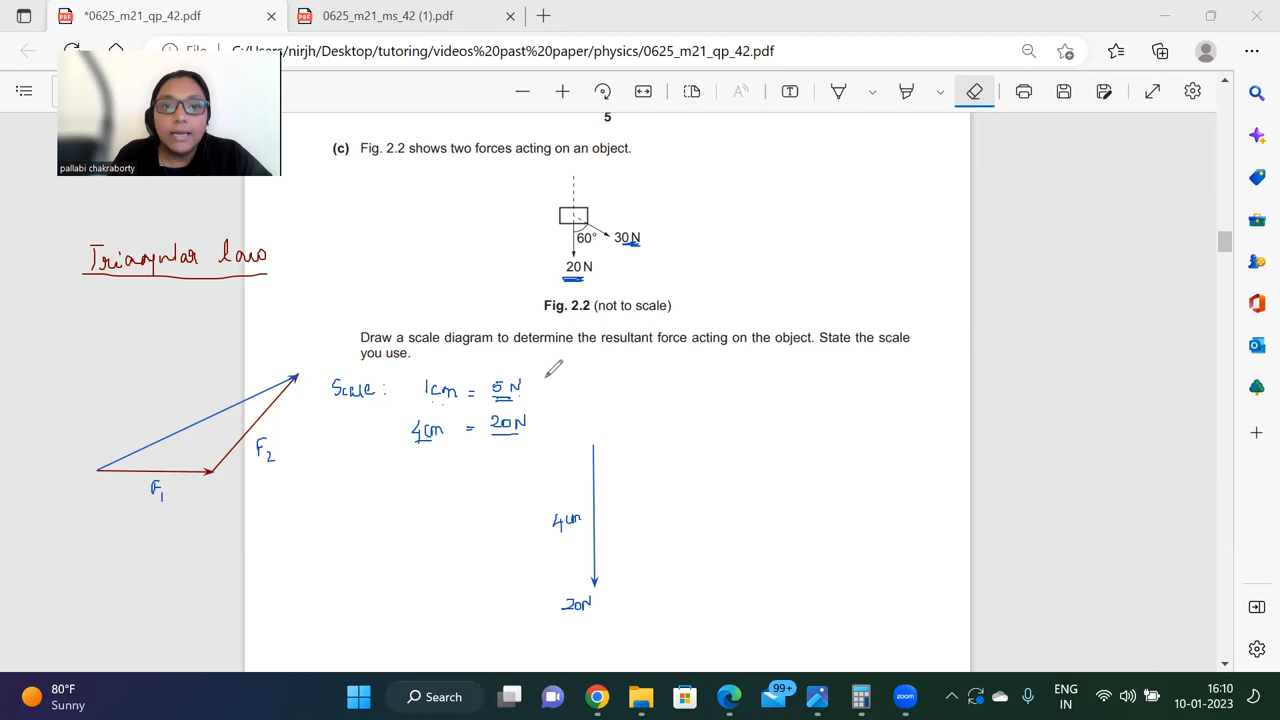 *0625_m21_qp_42.pdf
0625_m21_ms_42 (1).pdf
File
C:/Users/nirjh/Desktop/tutoring/videos%20past%20paper/physics/0625_m21_qp_42.pdf
5
pallabi chakraborty
(c) Fig. 2.2 shows two forces acting on an object.
60°
30 N
20 N
Fig. 2.2 (not to scale)
Draw a scale diagram to determine the resultant force acting on the object. State the scale
you use.
Triangular law
F2
F1
Scale: 1cm = 5 N
4cm = 20N
4cm
20N
80°F
Sunny
Search
99+
zoom
ENG
IN
16:10
10-01-2023